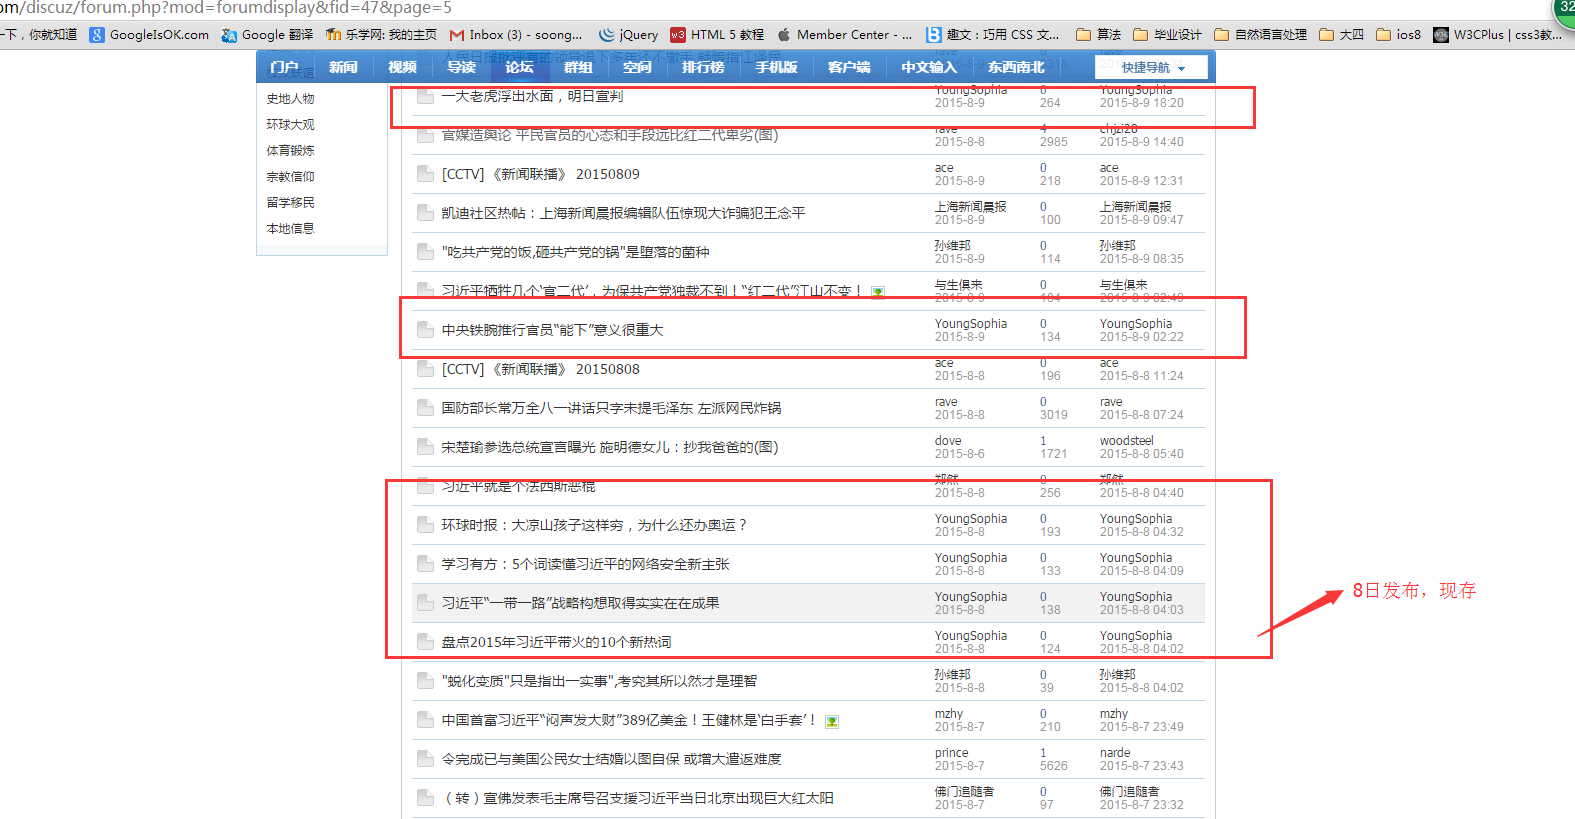 om/discuz/forum.php?mod=forumdisplay&fid=47&page=5
32
一下，你就知道 GoogleIsOK.com Google 翻译 乐学网: 我的主页 Inbox (3) - soong... jQuery HTML 5 教程 Member Center - ... 趣文：巧用 CSS 文... 算法 毕业设计 自然语言处理 大四 ios8 W3CPlus | css3教...
门户 新闻 视频 导读 论坛 群组 空间 排行榜 手机版 客户端 中文输入 东西南北 快捷导航
史地人物
环球大观
体育锻炼
宗教信仰
留学移民
本地信息
一大老虎浮出水面，明日宣判 YoungSophia 0 YoungSophia
2015-8-9 264 2015-8-9 18:20
官媒造舆论 平民官员的心态和手段远比红二代卑劣(图) rave 4 chjzl28
2015-8-8 2985 2015-8-9 14:40
[CCTV] 《新闻联播》 20150809 ace 0 ace
2015-8-9 218 2015-8-9 12:31
凯迪社区热帖：上海新闻晨报编辑队伍惊现大诈骗犯王念平 上海新闻晨报 0 上海新闻晨报
2015-8-9 100 2015-8-9 09:47
"吃共产党的饭,砸共产党的锅"是堕落的菌种 孙维邦 0 孙维邦
2015-8-9 114 2015-8-9 08:35
习近平牺牲几个‘官二代’，为保共产党独裁不到！“红二代”江山不变！ 与生俱来 0 与生俱来
2015-8-9 184 2015-8-9 02:48
中央铁腕推行官员“能下”意义很重大 YoungSophia 0 YoungSophia
2015-8-9 134 2015-8-9 02:22
[CCTV] 《新闻联播》 20150808 ace 0 ace
2015-8-8 196 2015-8-8 11:24
国防部长常万全八一讲话只字未提毛泽东 左派网民炸锅 rave 0 rave
2015-8-8 3019 2015-8-8 07:24
宋楚瑜参选总统宣言曝光 施明德女儿：抄我爸爸的(图) dove 1 woodsteel
2015-8-6 1721 2015-8-8 05:40
习近平就是个法西斯恶棍 郑然 0 郑然
2015-8-8 256 2015-8-8 04:40
环球时报：大凉山孩子这样穷，为什么还办奥运？ YoungSophia 0 YoungSophia
2015-8-8 193 2015-8-8 04:32
学习有方：5个词读懂习近平的网络安全新主张 YoungSophia 0 YoungSophia
2015-8-8 133 2015-8-8 04:09
习近平“一带一路”战略构想取得实实在在成果 YoungSophia 0 YoungSophia
2015-8-8 138 2015-8-8 04:03
8日发布，现存
盘点2015年习近平带火的10个新热词 YoungSophia 0 YoungSophia
2015-8-8 124 2015-8-8 04:02
"蜕化变质"只是指出一实事",考究其所以然才是理智 孙维邦 0 孙维邦
2015-8-8 39 2015-8-8 04:02
中国首富习近平“闷声发大财”389亿美金！王健林是‘白手套’！ mzhy 0 mzhy
2015-8-7 210 2015-8-7 23:49
令完成已与美国公民女士结婚以图自保 或增大遣返难度 prince 1 narde
2015-8-7 5626 2015-8-7 23:43
（转）宣佛发表毛主席号召支援习近平当日北京出现巨大红太阳 佛门追随者 0 佛门追随者
2015-8-7 97 2015-8-7 23:32